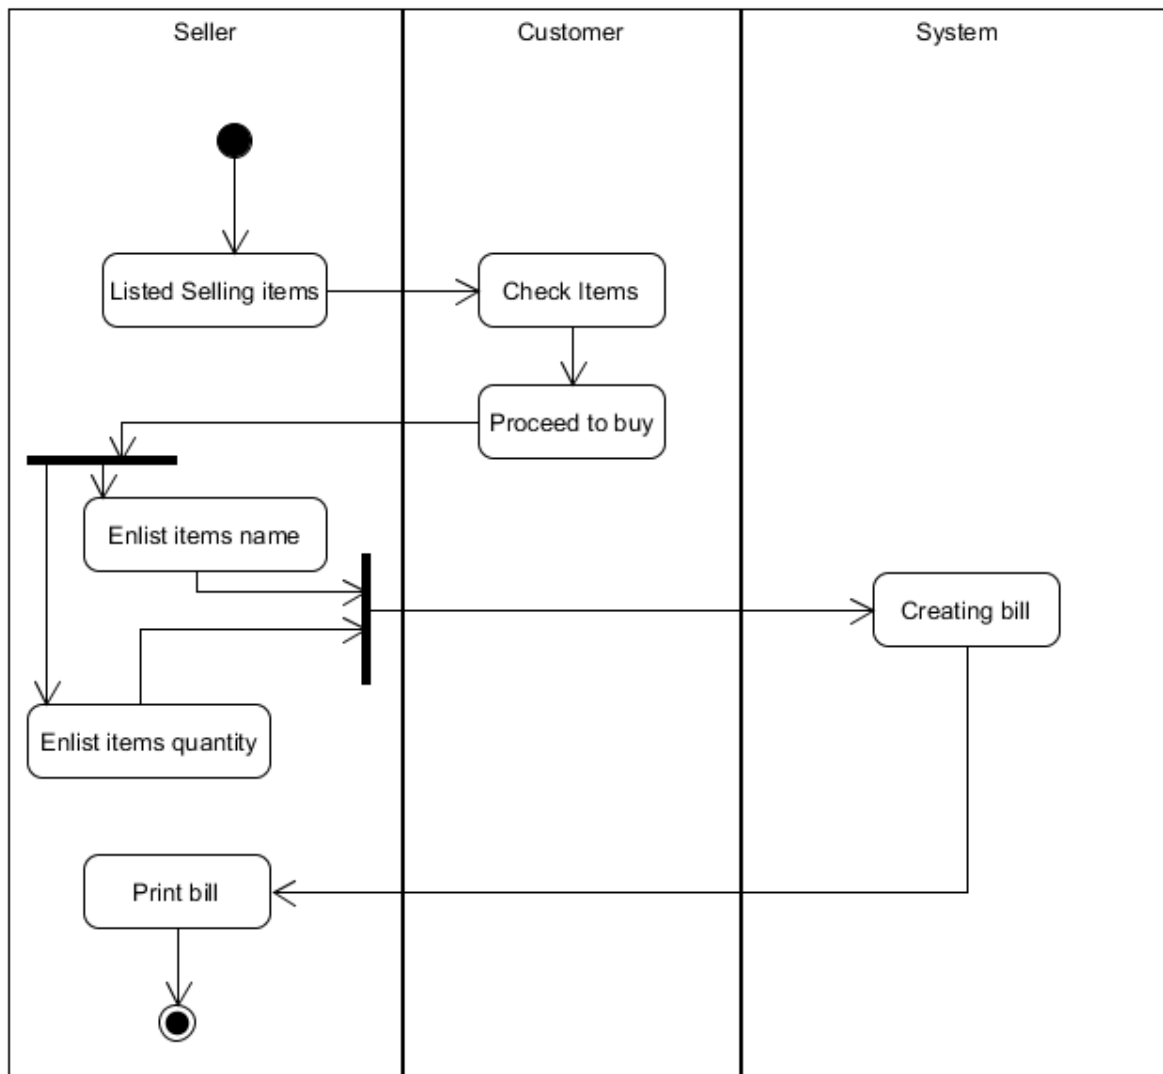 Seller
Customer
System
Listed Selling items
Check Items
Proceed to buy
Enlist items name
Creating bill
Enlist items quantity
Print bill